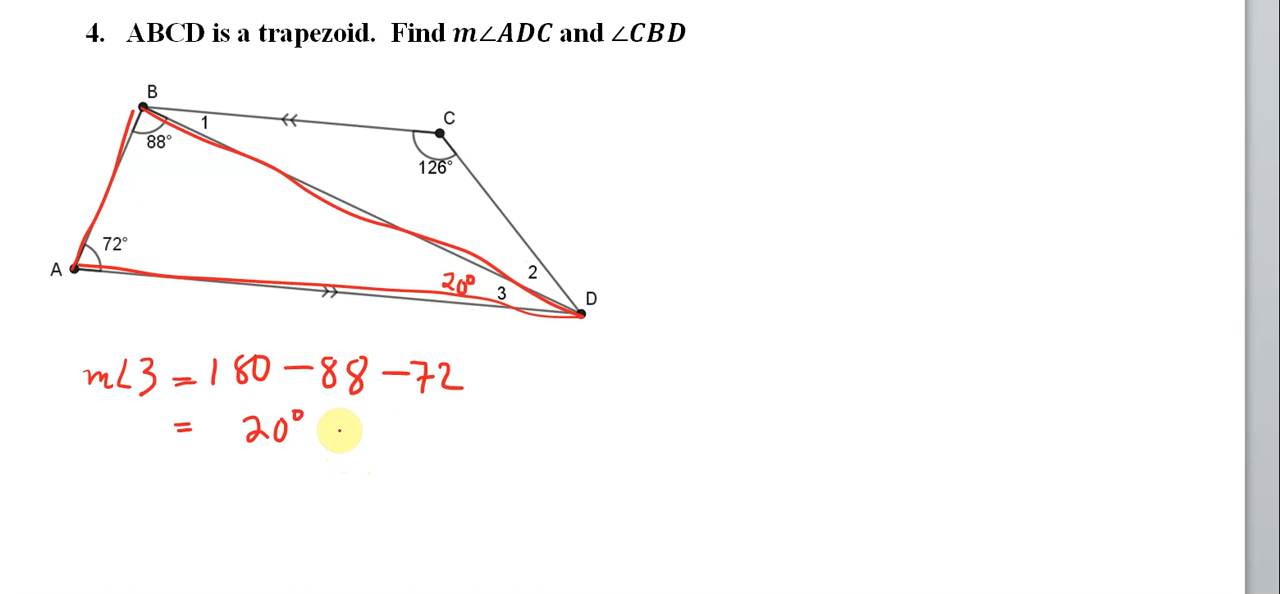 4. ABCD is a trapezoid. Find m∠ADC and ∠CBD
B
C
1
88°
126°
72°
A
20°
2
3
D
m∠3 = 180 - 88 - 72
= 20°